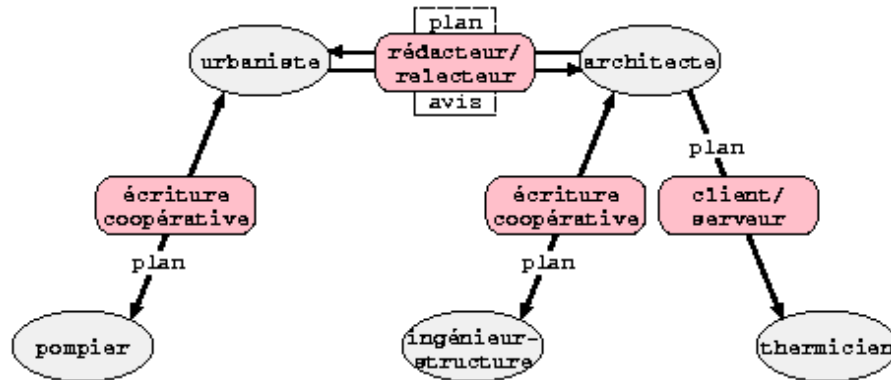 plan
urbaniste
rédacteur/
relecteur
architecte
avis
plan
écriture
coopérative
écriture
coopérative
client/
serveur
plan
plan
pompier
ingénieur-
structure
thermicien